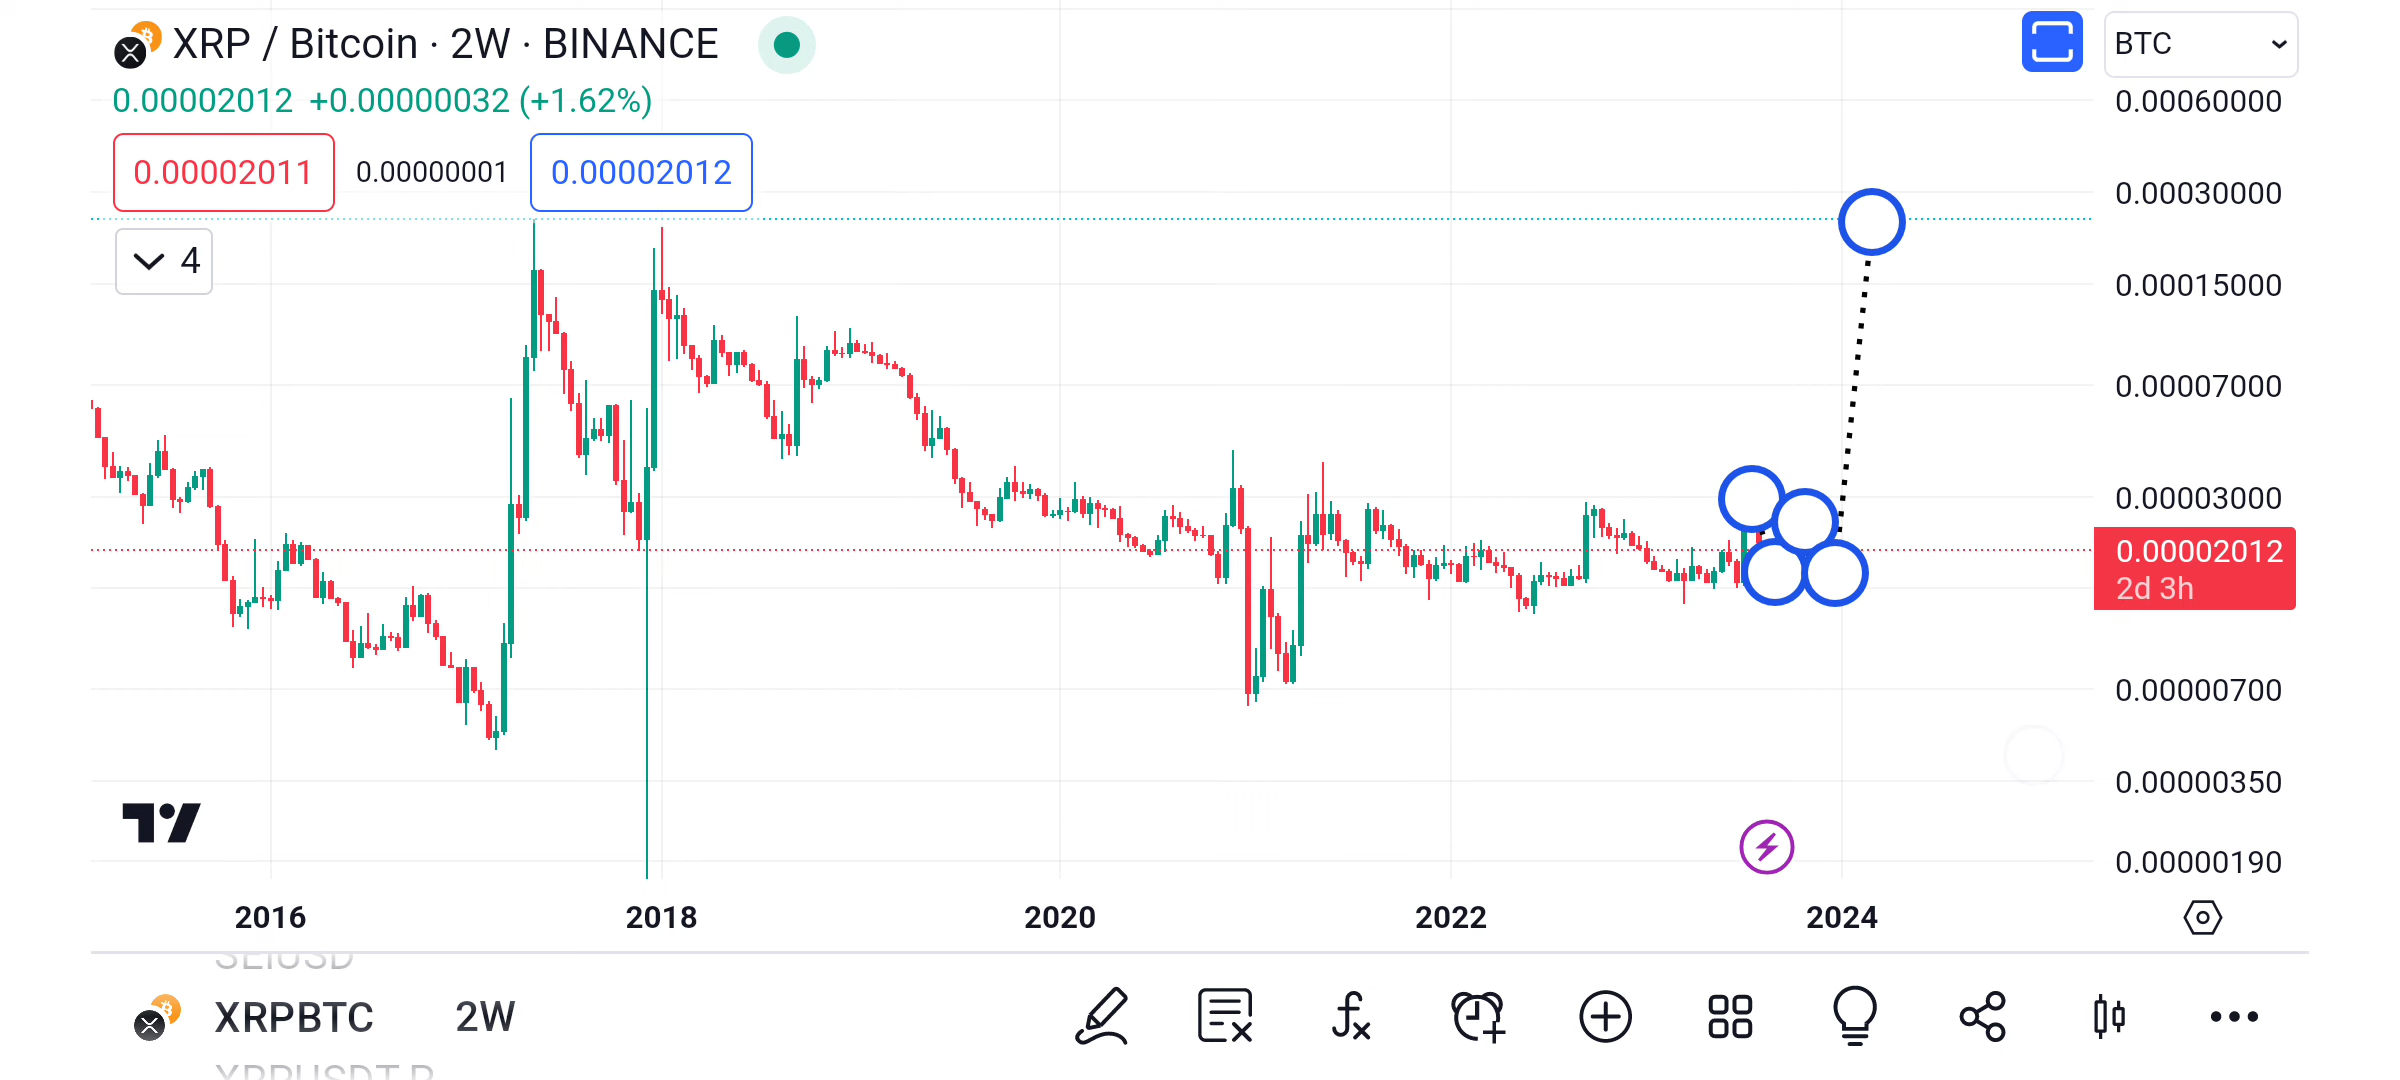 XRP / Bitcoin · 2W · BINANCE
BTC
0.00002012 +0.00000032 (+1.62%)
0.00002011 0.00000001 0.00002012
4
0.00060000
0.00030000
0.00015000
0.00007000
0.00003000
0.00002012
2d 3h
0.00000700
0.00000350
0.00000190
2016 2018 2020 2022 2024
SEIUSD
XRPBTC 2W
XRPUSDT.P